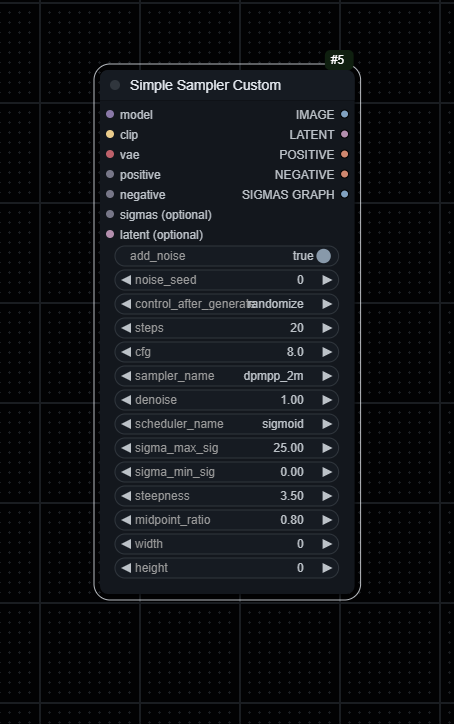 #5
Simple Sampler Custom
model IMAGE
clip LATENT
vae POSITIVE
positive NEGATIVE
negative SIGMAS GRAPH
sigmas (optional)
latent (optional)
add_noise true
noise_seed 0
control_after_generate randomize
steps 20
cfg 8.0
sampler_name dpmpp_2m
denoise 1.00
scheduler_name sigmoid
sigma_max_sig 25.00
sigma_min_sig 0.00
steepness 3.50
midpoint_ratio 0.80
width 0
height 0